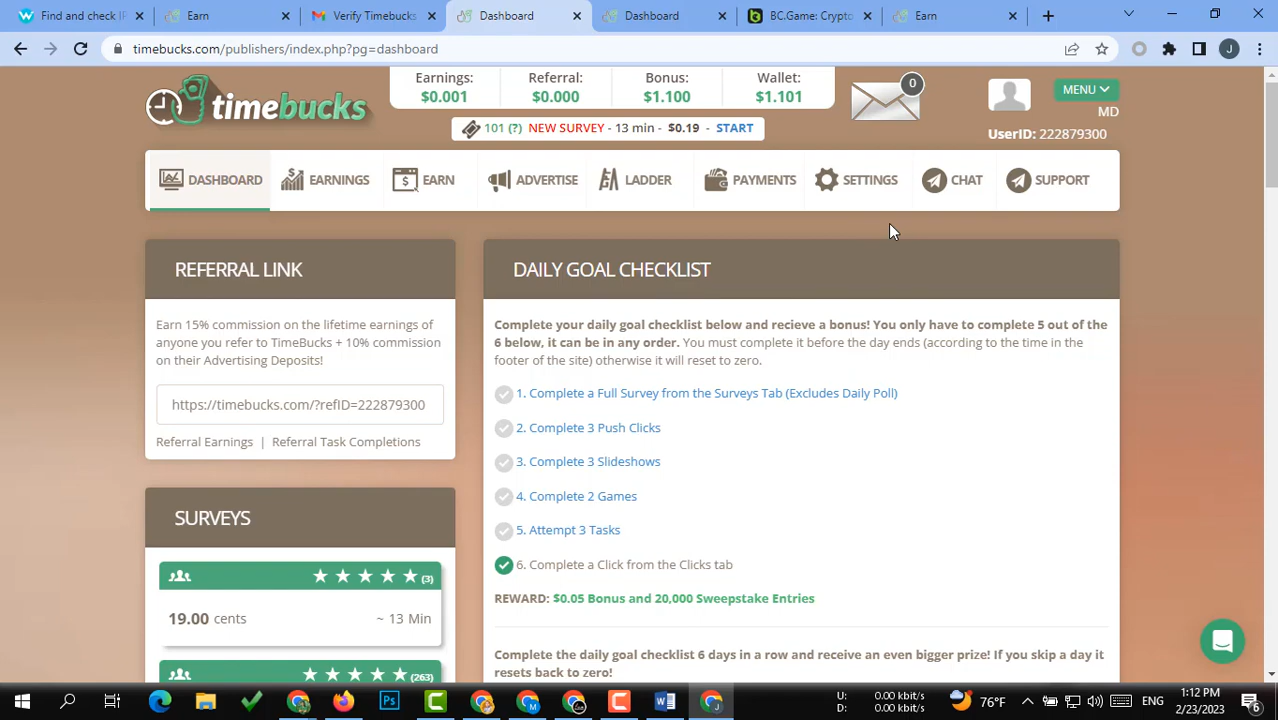 Find and check IP
Earn
Verify Timebucks
Dashboard
Dashboard
BC.Game: Crypto
Earn
timebucks.com/publishers/index.php?pg=dashboard
J
timebucks
Earnings:
$0.001
Referral:
$0.000
Bonus:
$1.100
Wallet:
$1.101
0
MENU
MD
UserID: 222879300
101 (?) NEW SURVEY - 13 min - $0.19 - START
DASHBOARD
EARNINGS
EARN
ADVERTISE
LADDER
PAYMENTS
SETTINGS
CHAT
SUPPORT
REFERRAL LINK
Earn 15% commission on the lifetime earnings of
anyone you refer to TimeBucks + 10% commission
on their Advertising Deposits!
https://timebucks.com/?refID=222879300
Referral Earnings | Referral Task Completions
SURVEYS
(3)
19.00 cents ~ 13 Min
(263)
DAILY GOAL CHECKLIST
Complete your daily goal checklist below and recieve a bonus! You only have to complete 5 out of the
6 below, it can be in any order. You must complete it before the day ends (according to the time in the
footer of the site) otherwise it will reset to zero.
1. Complete a Full Survey from the Surveys Tab (Excludes Daily Poll)
2. Complete 3 Push Clicks
3. Complete 3 Slideshows
4. Complete 2 Games
5. Attempt 3 Tasks
6. Complete a Click from the Clicks tab
REWARD: $0.05 Bonus and 20,000 Sweepstake Entries
Complete the daily goal checklist 6 days in a row and receive an even bigger prize! If you skip a day it
resets back to zero!
U: 0.00 kbit/s
D: 0.00 kbit/s
76°F
ENG
1:12 PM
2/23/2023
6